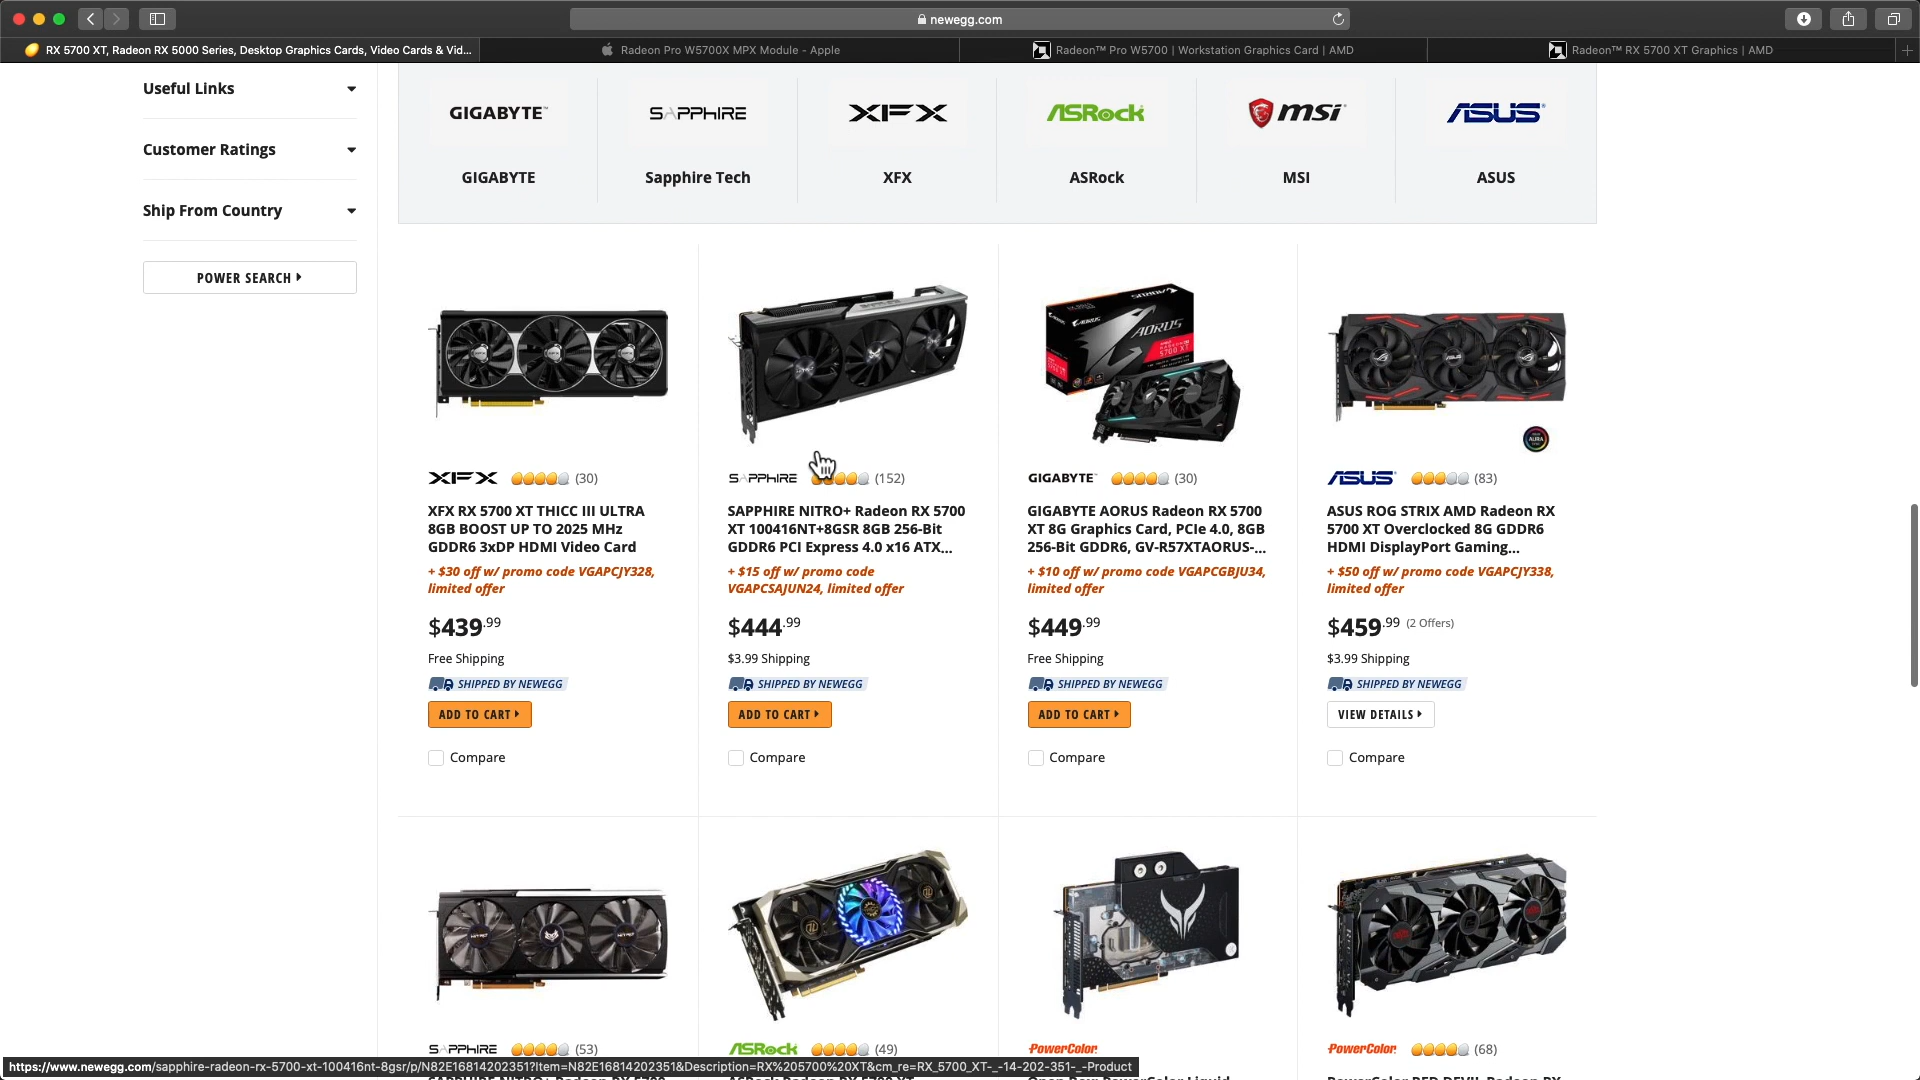 newegg.com
RX 5700 XT, Radeon RX 5000 Series, Desktop Graphics Cards, Video Cards & Vid...
Radeon Pro W5700X MPX Module - Apple
Radeon™ Pro W5700 | Workstation Graphics Card | AMD
Radeon™ RX 5700 XT Graphics | AMD
Useful Links
Customer Ratings
Ship From Country
POWER SEARCH
GIGABYTE™
SAPPHIRE
XFX
ASRock
msi
ASUS
GIGABYTE
Sapphire Tech
XFX
ASRock
MSI
ASUS
AORUS
5700 XT
XFX (30)
XFX RX 5700 XT THICC III ULTRA
8GB BOOST UP TO 2025 MHz
GDDR6 3xDP HDMI Video Card
+ $30 off w/ promo code VGAPCJY328,
limited offer
$439.99
Free Shipping
SHIPPED BY NEWEGG
ADD TO CART
Compare
SAPPHIRE (152)
SAPPHIRE NITRO+ Radeon RX 5700
XT 100416NT+8GSR 8GB 256-Bit
GDDR6 PCI Express 4.0 x16 ATX...
+ $15 off w/ promo code
VGAPCSAJUN24, limited offer
$444.99
$3.99 Shipping
SHIPPED BY NEWEGG
ADD TO CART
Compare
GIGABYTE™ (30)
GIGABYTE AORUS Radeon RX 5700
XT 8G Graphics Card, PCIe 4.0, 8GB
256-Bit GDDR6, GV-R57XTAORUS-...
+ $10 off w/ promo code VGAPCGBJU34,
limited offer
$449.99
Free Shipping
SHIPPED BY NEWEGG
ADD TO CART
Compare
AURA
ASUS (83)
ASUS ROG STRIX AMD Radeon RX
5700 XT Overclocked 8G GDDR6
HDMI DisplayPort Gaming...
+ $50 off w/ promo code VGAPCJY338,
limited offer
$459.99 (2 Offers)
$3.99 Shipping
SHIPPED BY NEWEGG
VIEW DETAILS
Compare
SAPPHIRE (53)
ASRock (49)
PowerColor
PowerColor (68)
https://www.newegg.com/sapphire-radeon-rx-5700-xt-100416nt-8gsr/p/N82E16814202351?Item=N82E16814202351&Description=RX%205700%20XT&cm_re=RX_5700_XT-_-14-202-351-_-Product